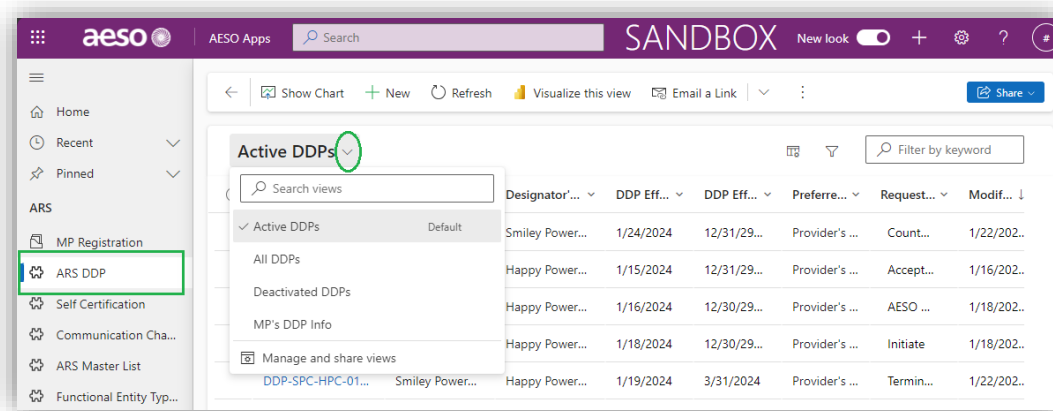 aeso AESO Apps Search SANDBOX New look # 
Show Chart New Refresh Visualize this view Email a Link Share
Home
Recent
Pinned
ARS
MP Registration
ARS DDP
Self Certification
Communication Cha...
ARS Master List
Functional Entity Typ...
Active DDPs Filter by keyword
Search views
Active DDPs Default
All DDPs
Deactivated DDPs
MP's DDP Info
Manage and share views
Designator'... DDP Eff... DDP Eff... Preferre... Request... Modif...
Smiley Power... 1/24/2024 12/31/29... Provider's ... Count... 1/22/202..
Happy Power... 1/15/2024 12/31/29... Provider's ... Accept... 1/16/202..
Happy Power... 1/16/2024 12/30/29... Provider's ... AESO ... 1/18/202..
Happy Power... 1/18/2024 12/30/29... Provider's ... Initiate 1/18/202..
DDP-SPC-HPC-01... Smiley Power... Happy Power... 1/19/2024 3/31/2024 Provider's ... Termin... 1/22/202..